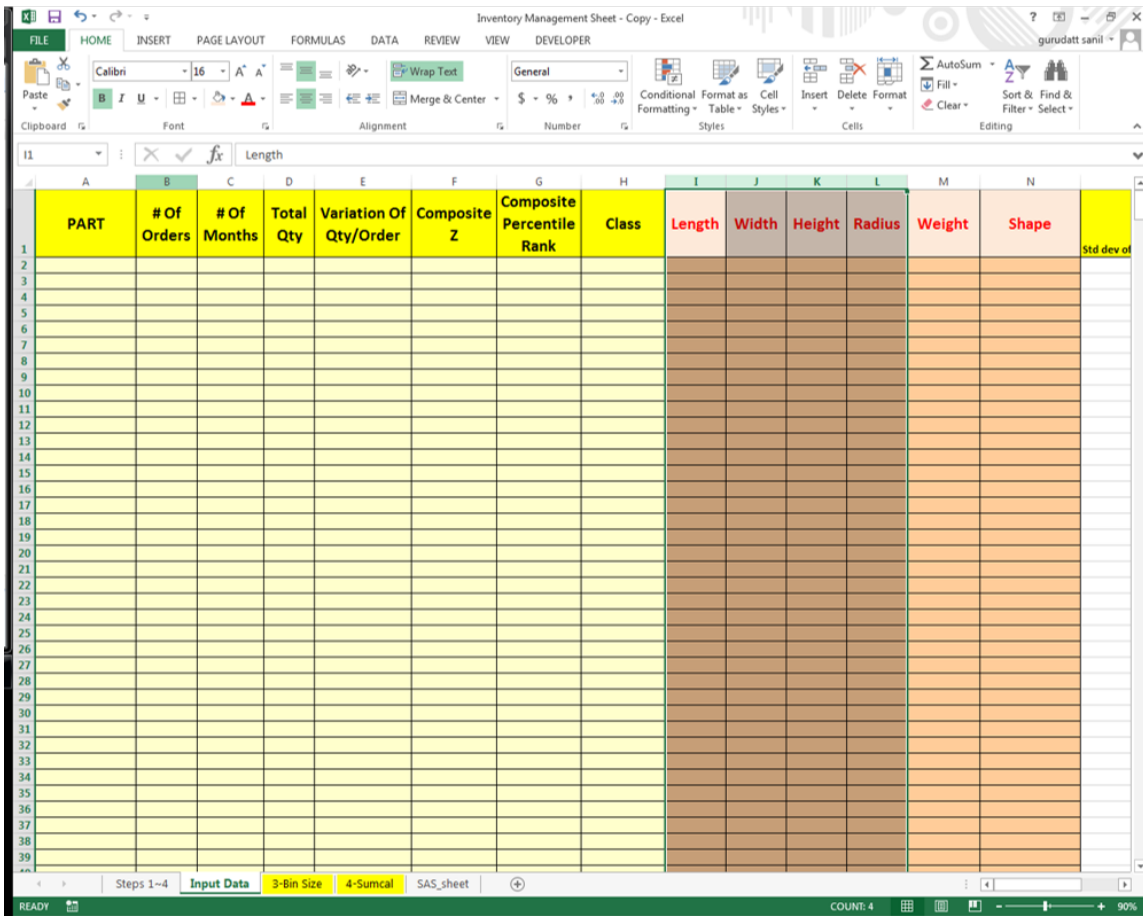 Inventory Management Sheet - Copy - Excel
?
FILE HOME INSERT PAGE LAYOUT FORMULAS DATA REVIEW VIEW DEVELOPER gurudatt sanil
Paste
Calibri 16 A A
B I U A
Wrap Text
Merge & Center
General
$ % ,
Conditional Formatting
Format as Table
Cell Styles
Insert Delete Format
AutoSum
Fill
Clear
Sort & Filter
Find & Select
Clipboard Font Alignment Number Styles Cells Editing
I1 fx Length
A B C D E F G H I J K L M N
1 PART # Of Orders # Of Months Total Qty Variation Of Qty/Order Composite Z Composite Percentile Rank Class Length Width Height Radius Weight Shape Std dev of
2
3
4
5
6
7
8
9
10
11
12
13
14
15
16
17
18
19
20
21
22
23
24
25
26
27
28
29
30
31
32
33
34
35
36
37
38
39
Steps 1~4 Input Data 3-Bin Size 4-Sumcal SAS_sheet
READY COUNT: 4 90%